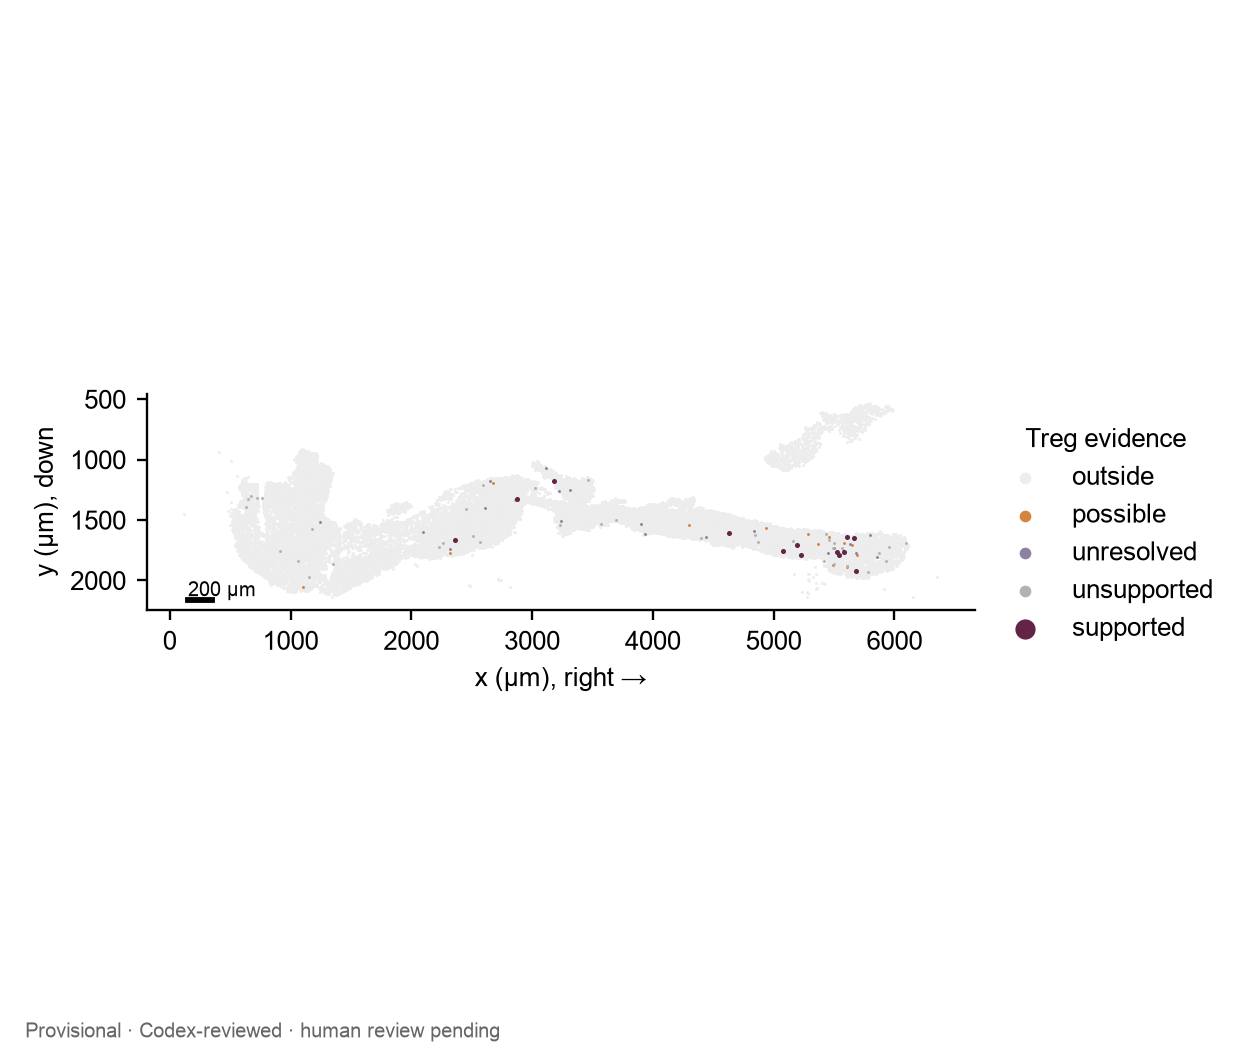 500
1000
1500
2000
y (µm), down
200 µm
0 1000 2000 3000 4000 5000 6000
x (µm), right →
Treg evidence
outside
possible
unresolved
unsupported
supported
Provisional · Codex-reviewed · human review pending